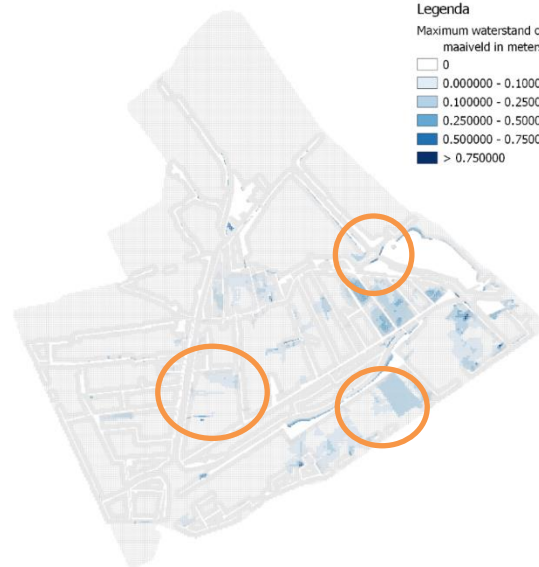 Legenda
Maximum waterstand o
maaiveld in meters
0
0.000000 - 0.1000
0.100000 - 0.2500
0.250000 - 0.5000
0.500000 - 0.7500
> 0.750000